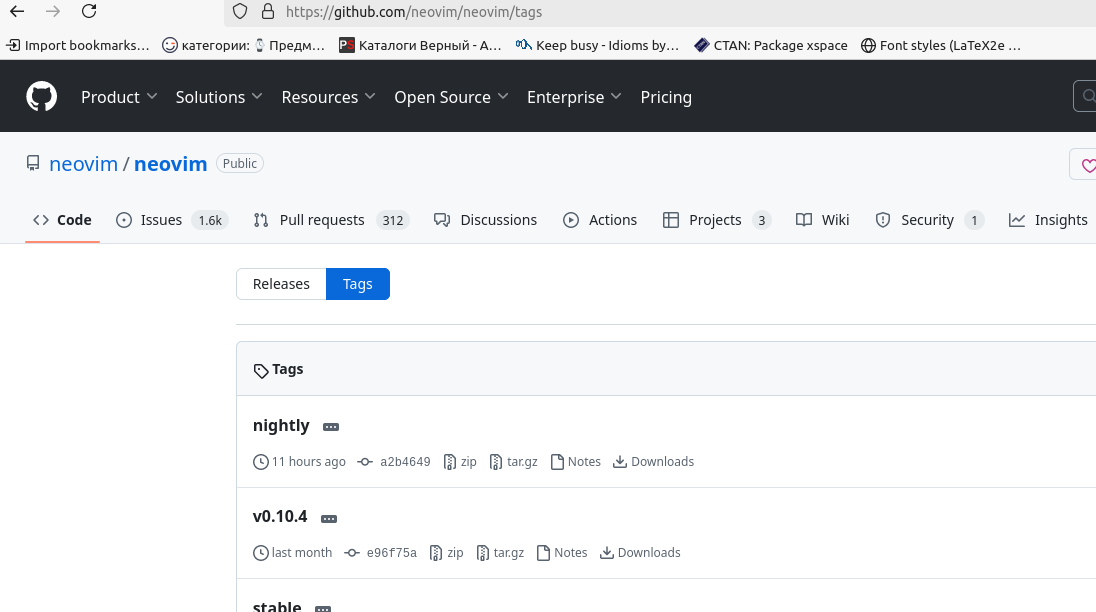 https://github.com/neovim/neovim/tags
Import bookmarks… категории:⌚Предм… Каталоги Верный - А… Keep busy - Idioms by… CTAN: Package xspace Font styles (LaTeX2e …
Product Solutions Resources Open Source Enterprise Pricing
neovim / neovim Public
Code Issues 1.6k Pull requests 312 Discussions Actions Projects 3 Wiki Security 1 Insights
Releases Tags
Tags
nightly
11 hours ago a2b4649 zip tar.gz Notes Downloads
v0.10.4
last month e96f75a zip tar.gz Notes Downloads
stable